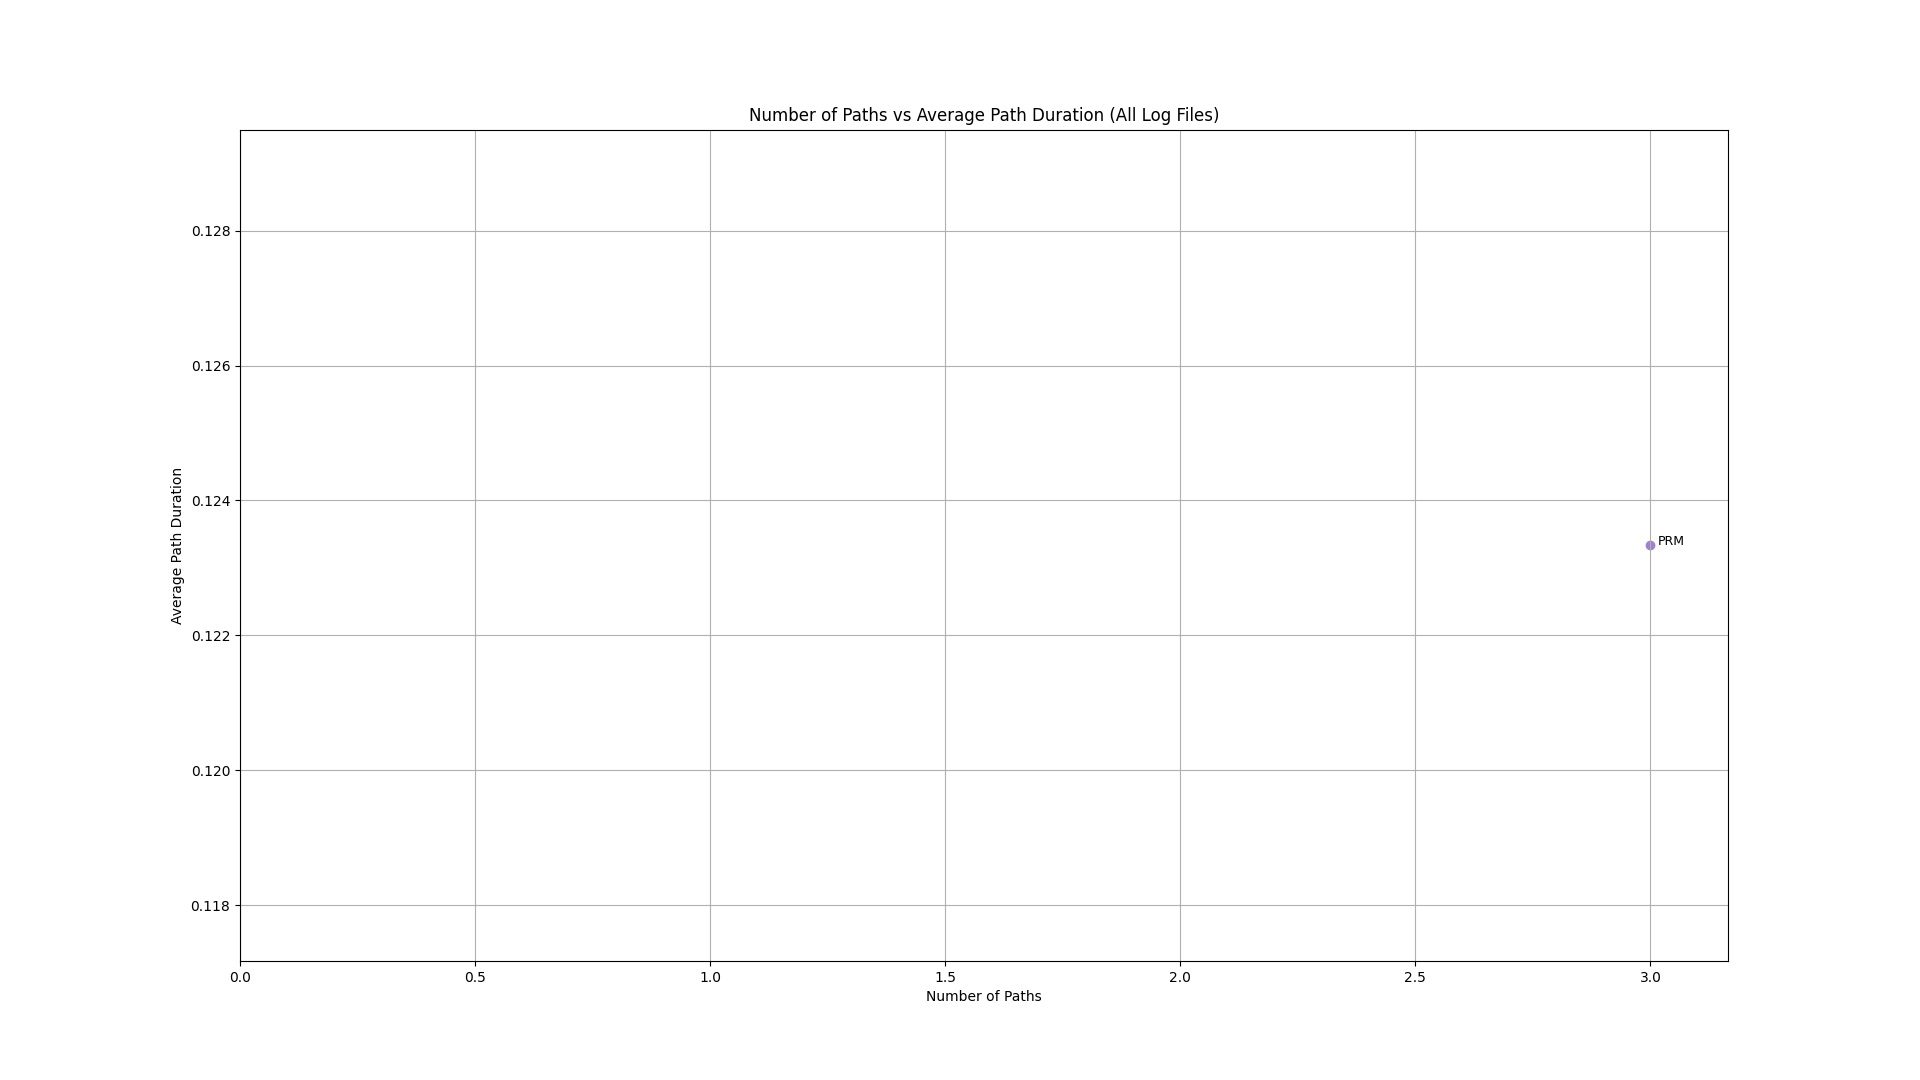 Number of Paths vs Average Path Duration (All Log Files)
0.128
0.126
0.124
0.122
0.120
0.118
Average Path Duration
PRM
0.0 0.5 1.0 1.5 2.0 2.5 3.0
Number of Paths